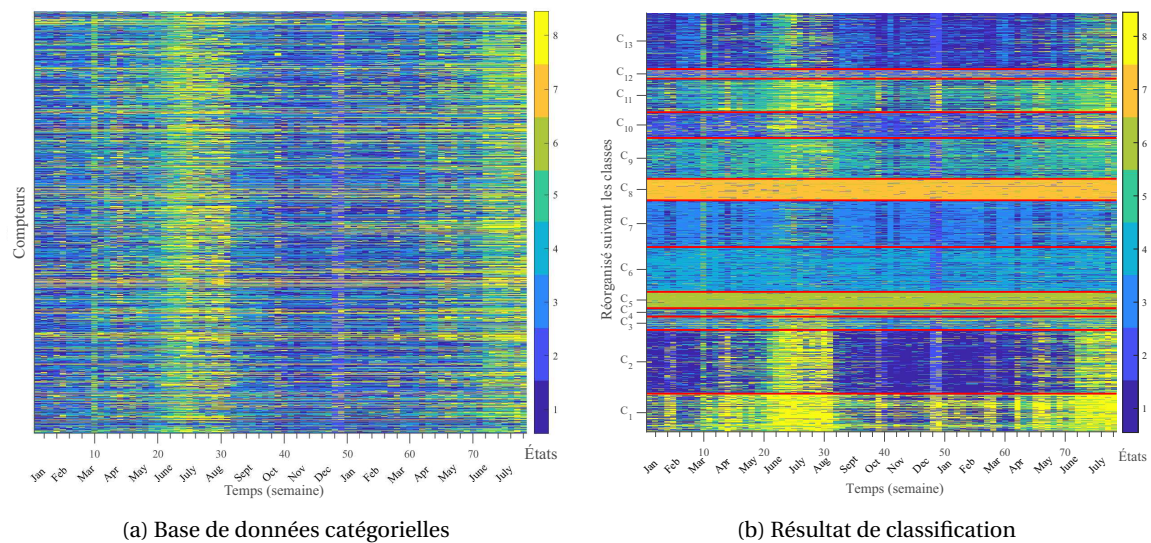 Compteurs
8
7
6
5
4
3
2
1
10 20 30 40 50 60 70
États
Jan Feb Mar Apr May June July Aug Sept Oct Nov Dec Jan Feb Mar Apr May June July
Temps (semaine)
(a) Base de données catégorielles
Réorganisé suivant les classes
C13
C12
C11
C10
C9
C8
C7
C6
C5
C4
C3
C2
C1
8
7
6
5
4
3
2
1
10 20 30 40 50 60 70
États
Jan Feb Mar Apr May June July Aug Sept Oct Nov Dec Jan Feb Mar Apr May June July
Temps (semaine)
(b) Résultat de classification